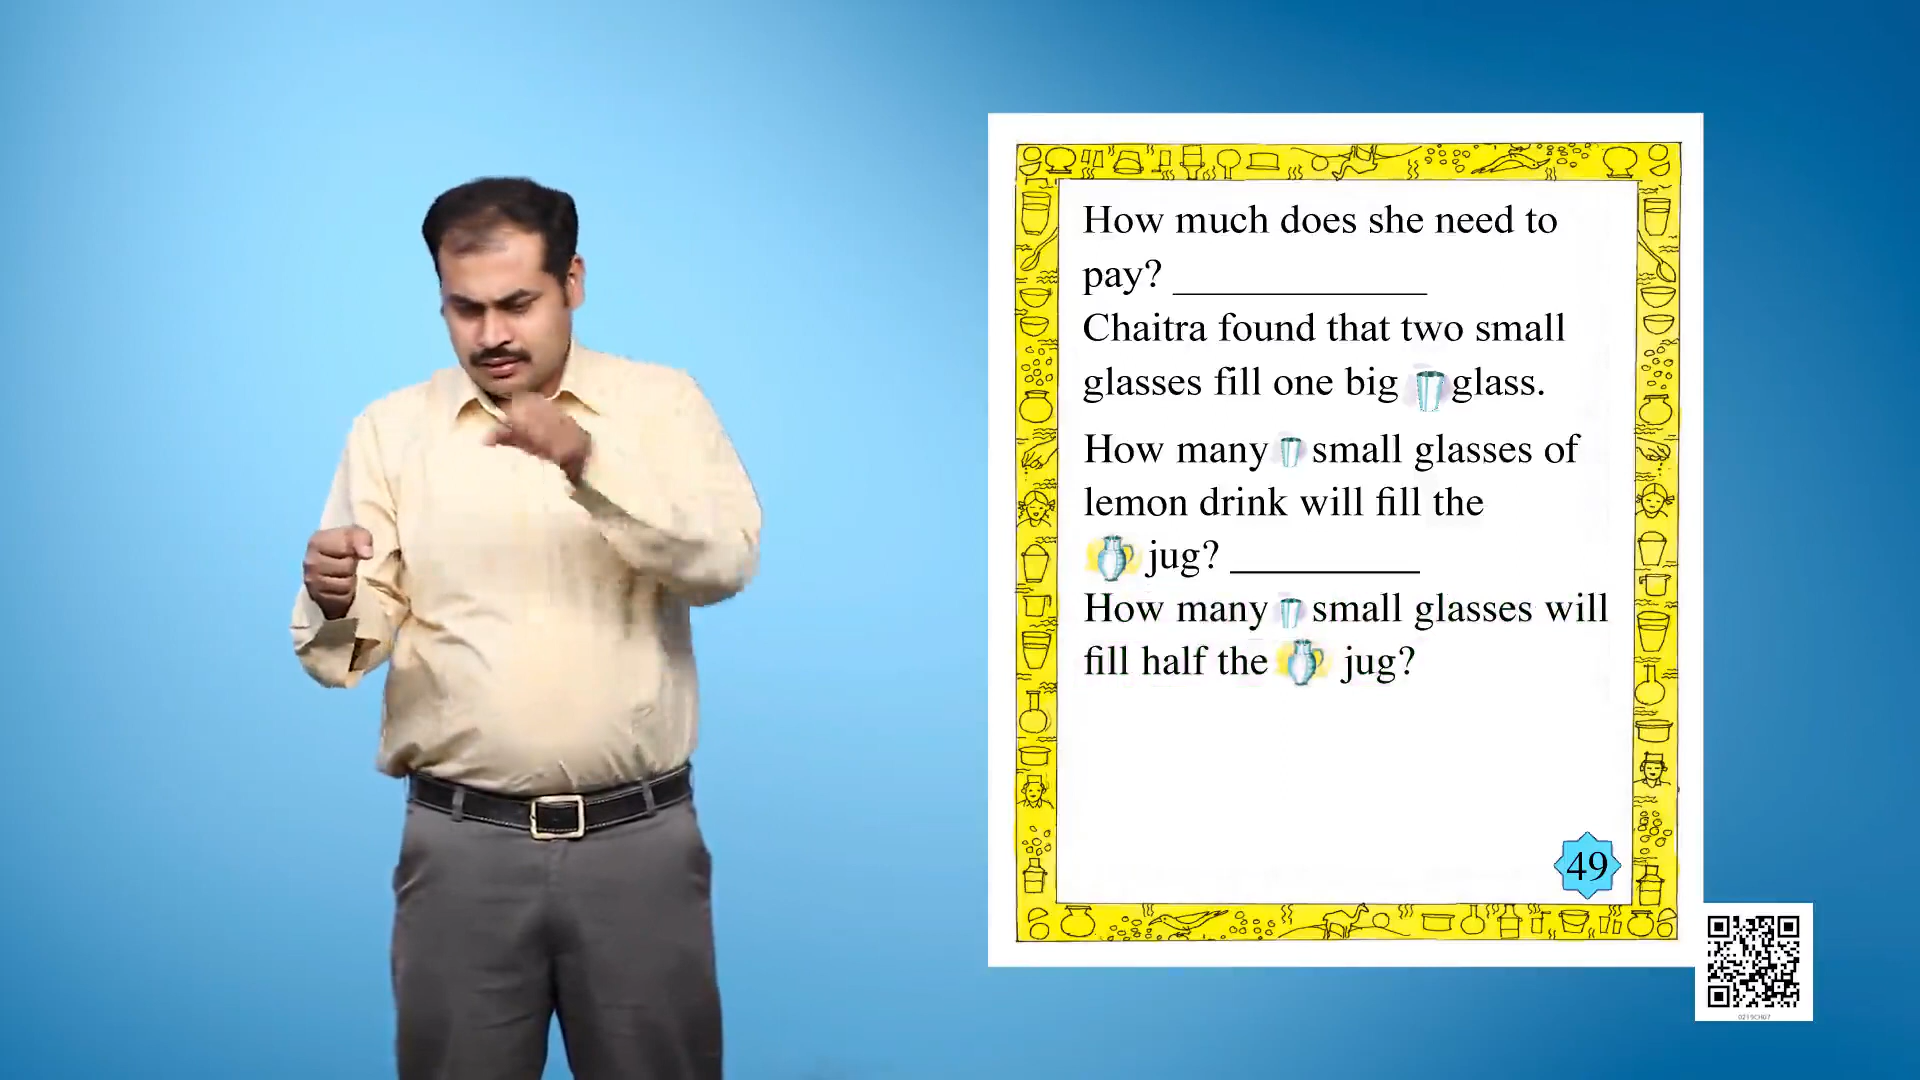 How much does she need to
pay? ____________
Chaitra found that two small
glasses fill one big glass.
How many small glasses of
lemon drink will fill the
jug? _________
How many small glasses will
fill half the jug?
49
0219CH07